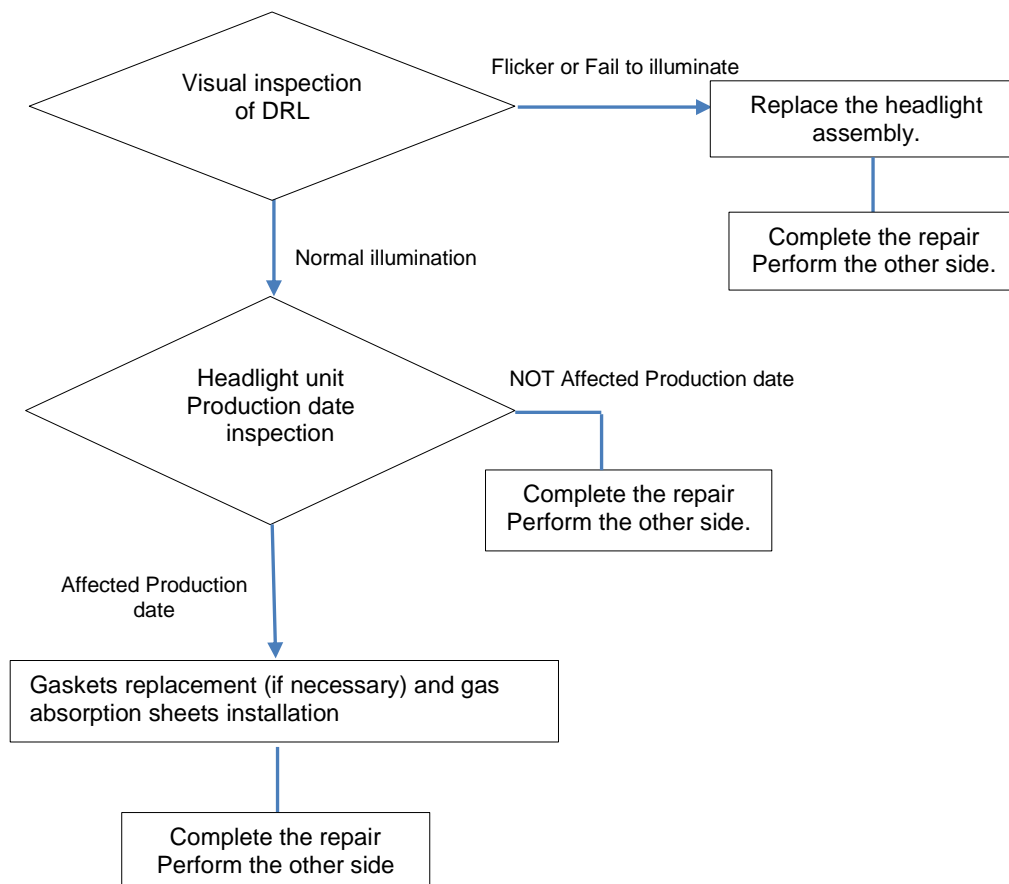 Visual inspection
of DRL
Flicker or Fail to illuminate
Replace the headlight
assembly.
Complete the repair
Perform the other side.
Normal illumination
Headlight unit
Production date
inspection
NOT Affected Production date
Complete the repair
Perform the other side.
Affected Production
date
Gaskets replacement (if necessary) and gas
absorption sheets installation
Complete the repair
Perform the other side